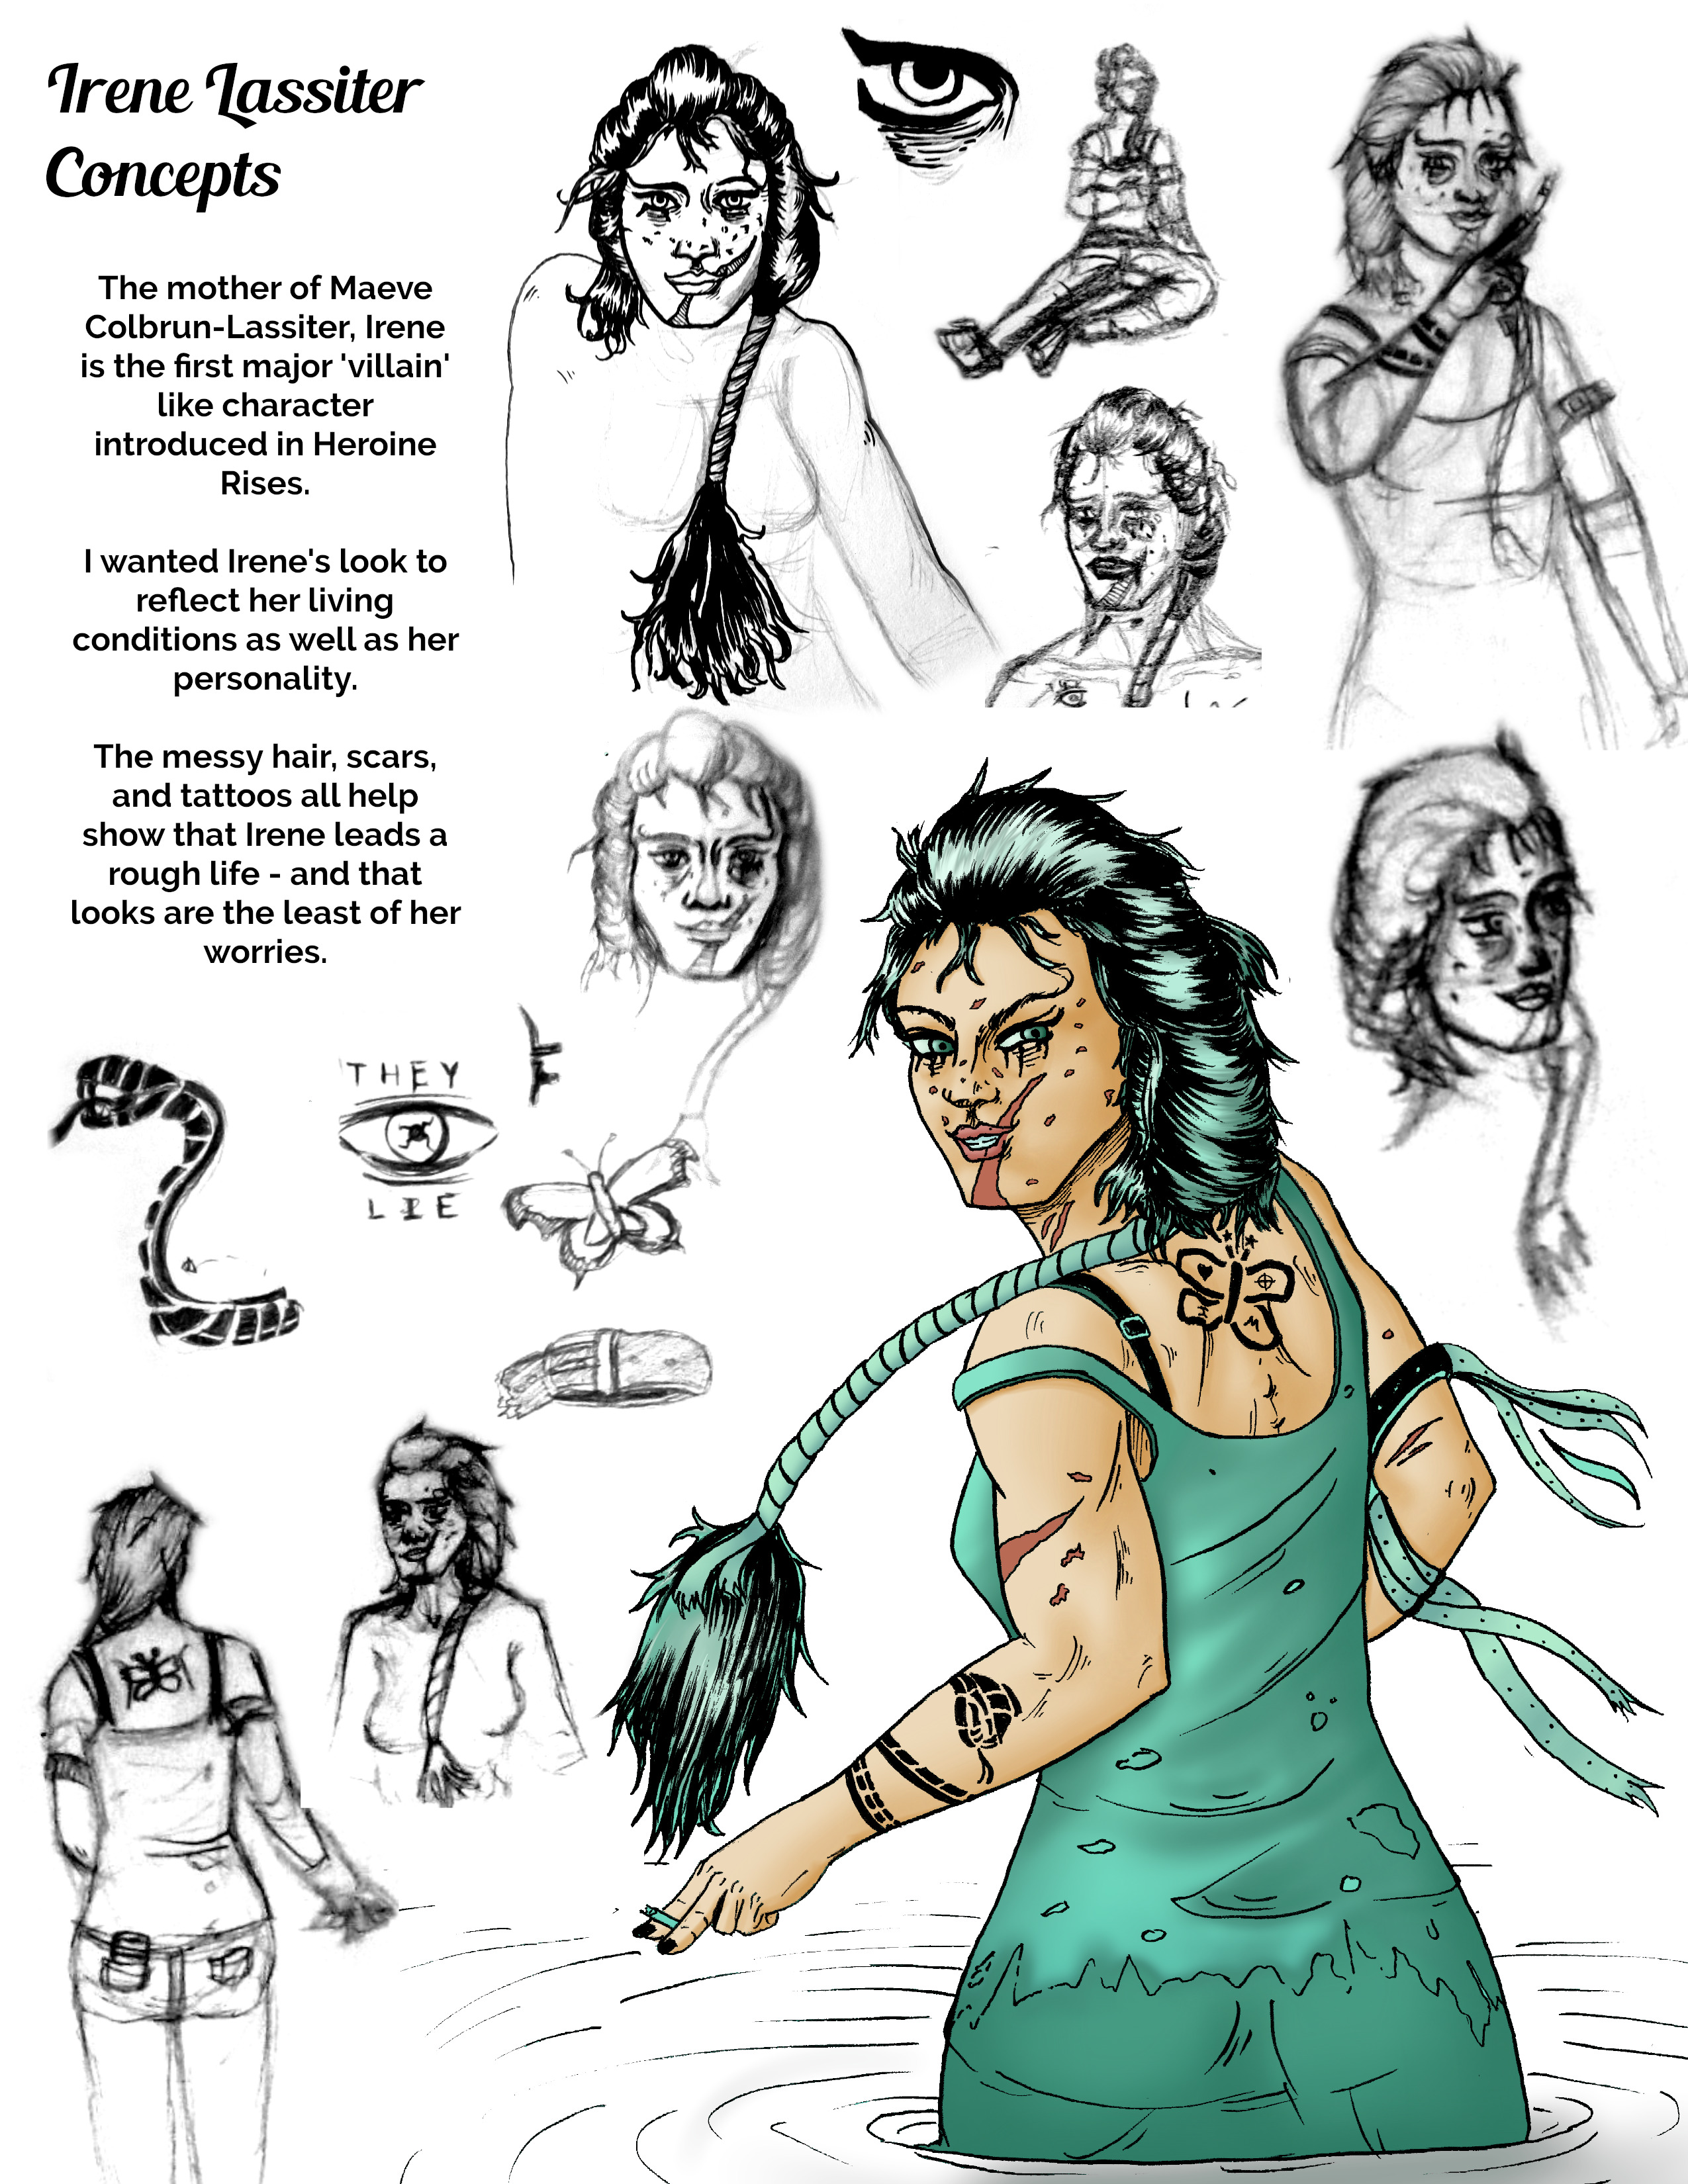 Irene Lassiter
Concepts
The mother of Maeve
Colbrun-Lassiter, Irene
is the first major 'villain'
like character
introduced in Heroine
Rises.
I wanted Irene's look to
reflect her living
conditions as well as her
personality.
The messy hair, scars,
and tattoos all help
show that Irene leads a
rough life - and that
looks are the least of her
worries.
THEY
LIE